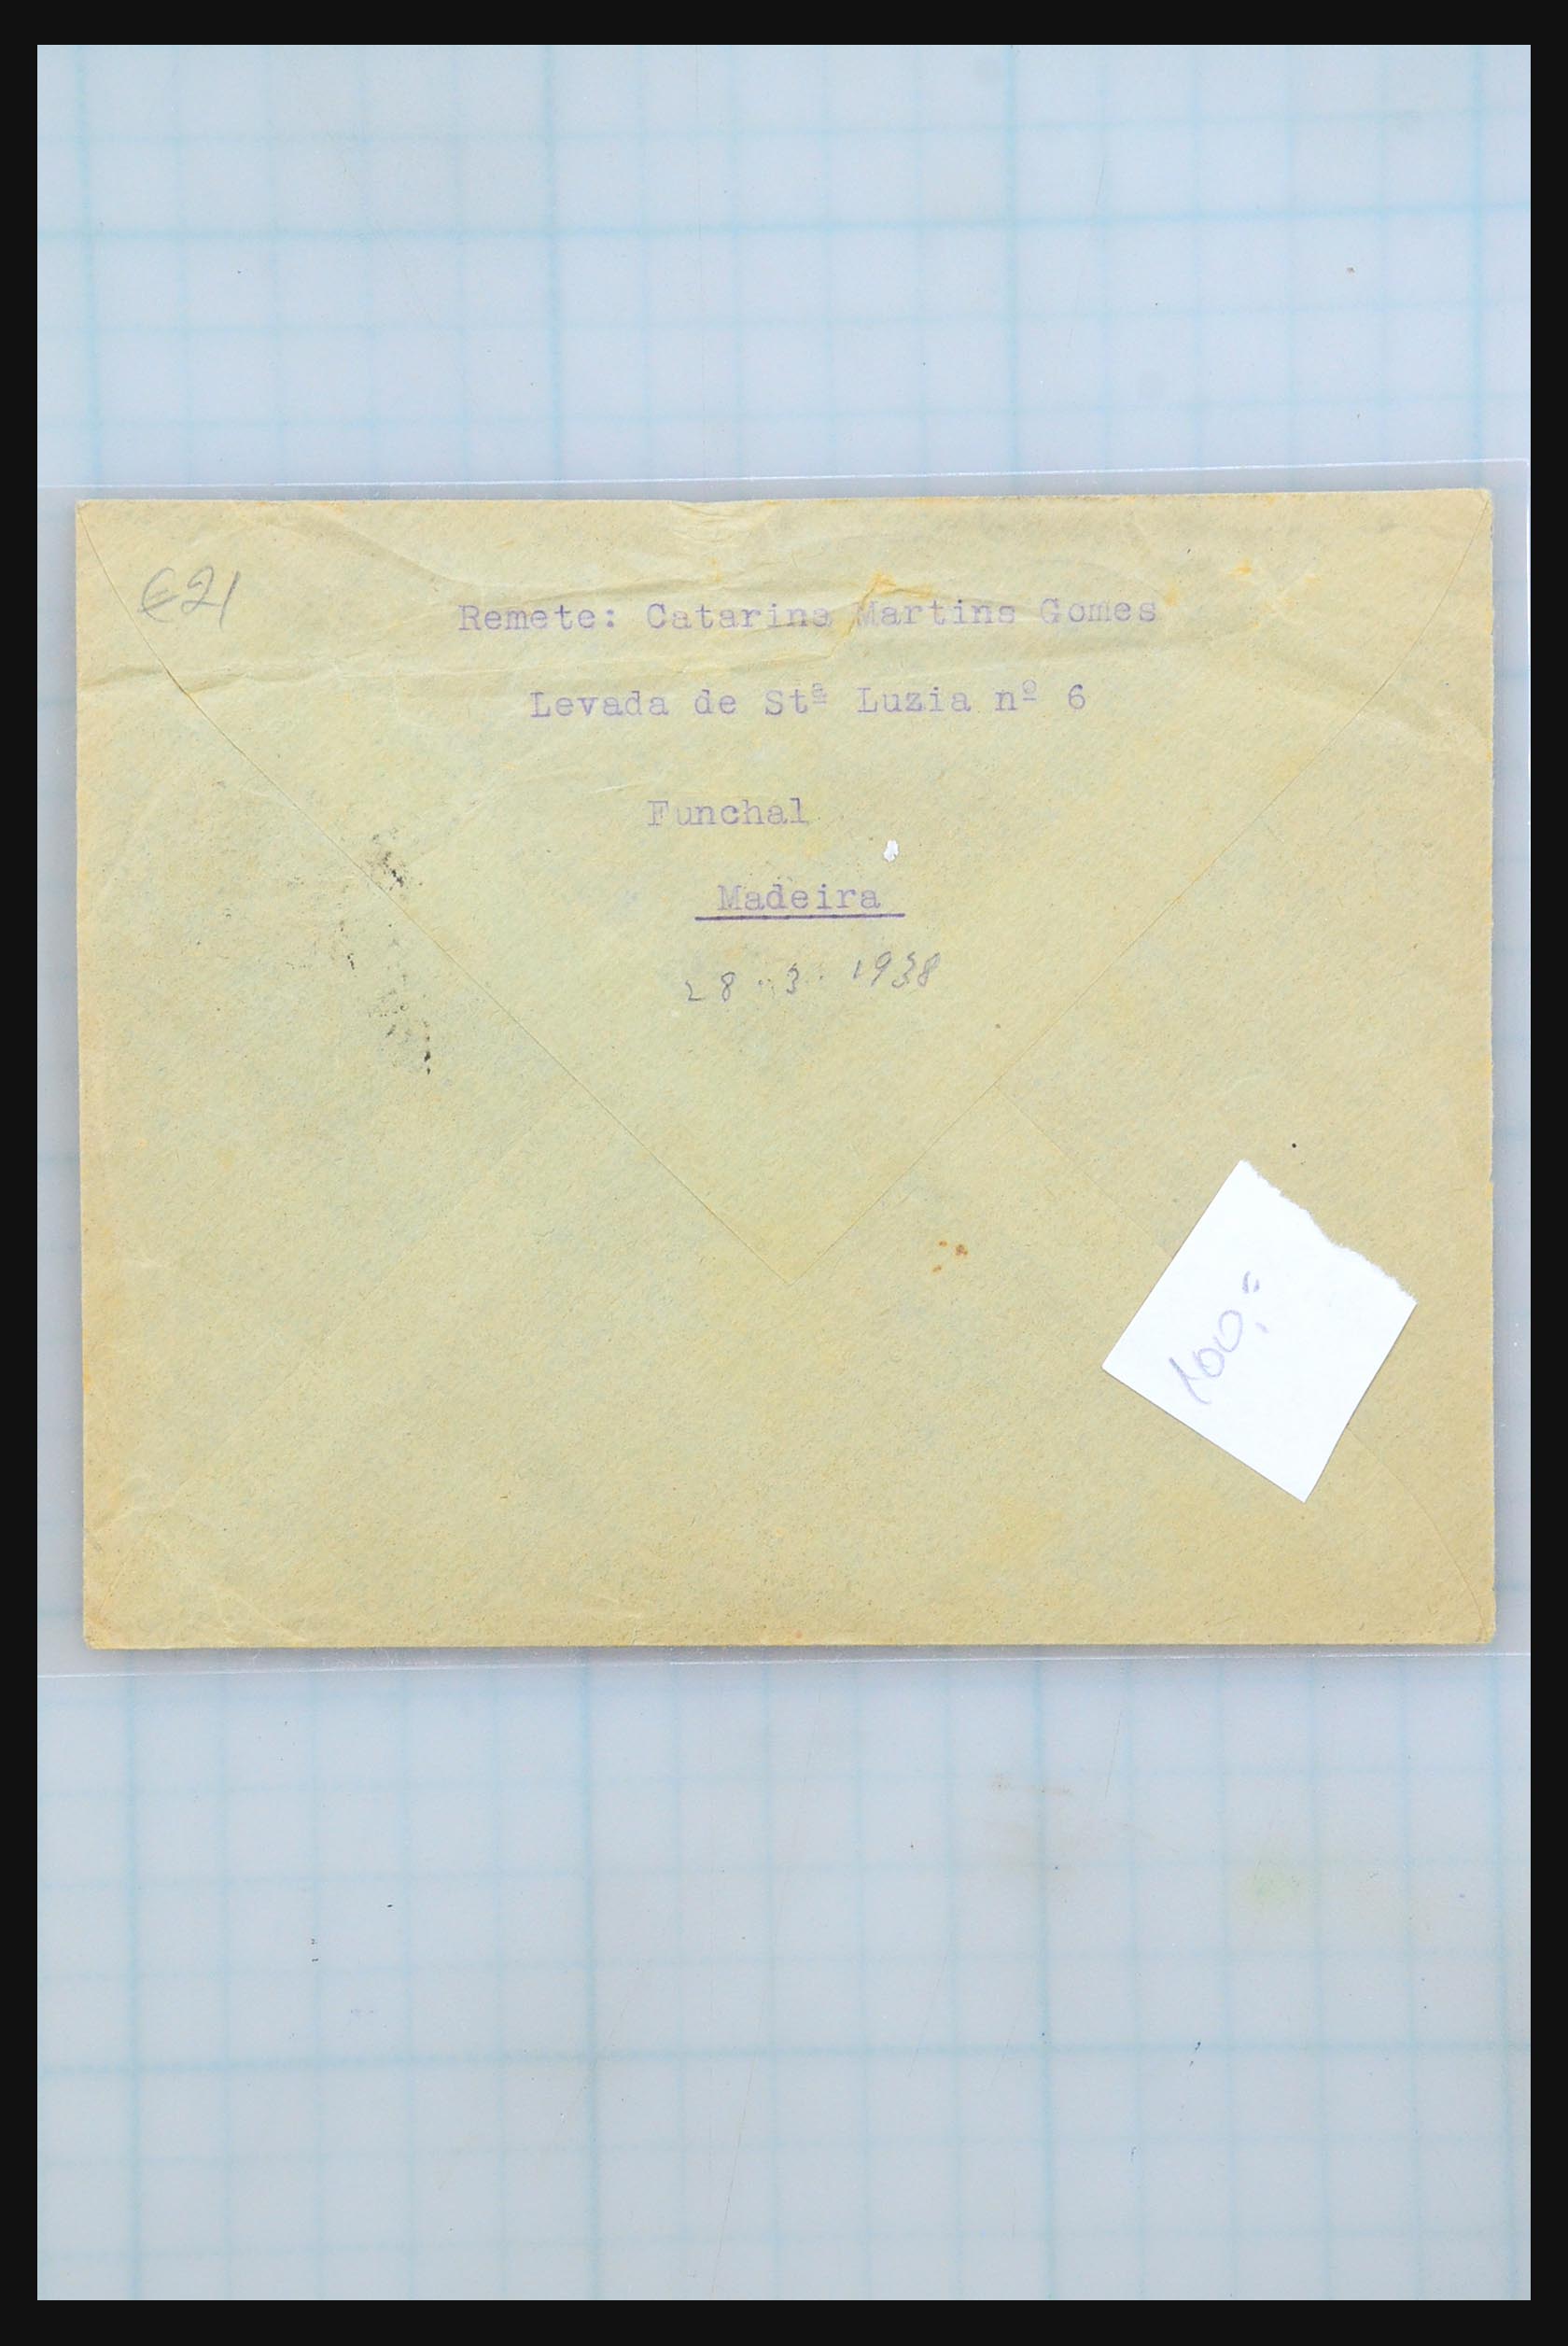 €21
Remete: Catarina Martins Gomes
Levada de Stª Luzia nº 6
Funchal
Madeira
28.3.1938
100,-